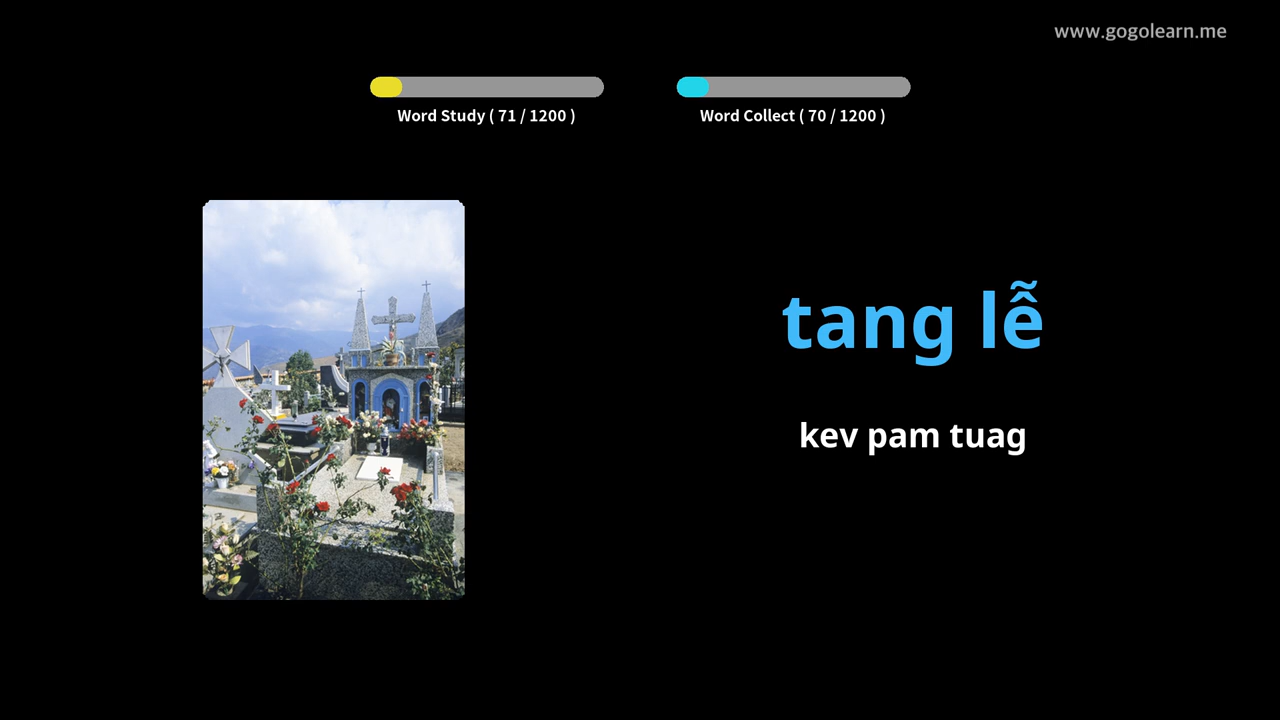 www.gogolearn.me
Word Study ( 71 / 1200 )
Word Collect ( 70 / 1200 )
tang lễ
kev pam tuag